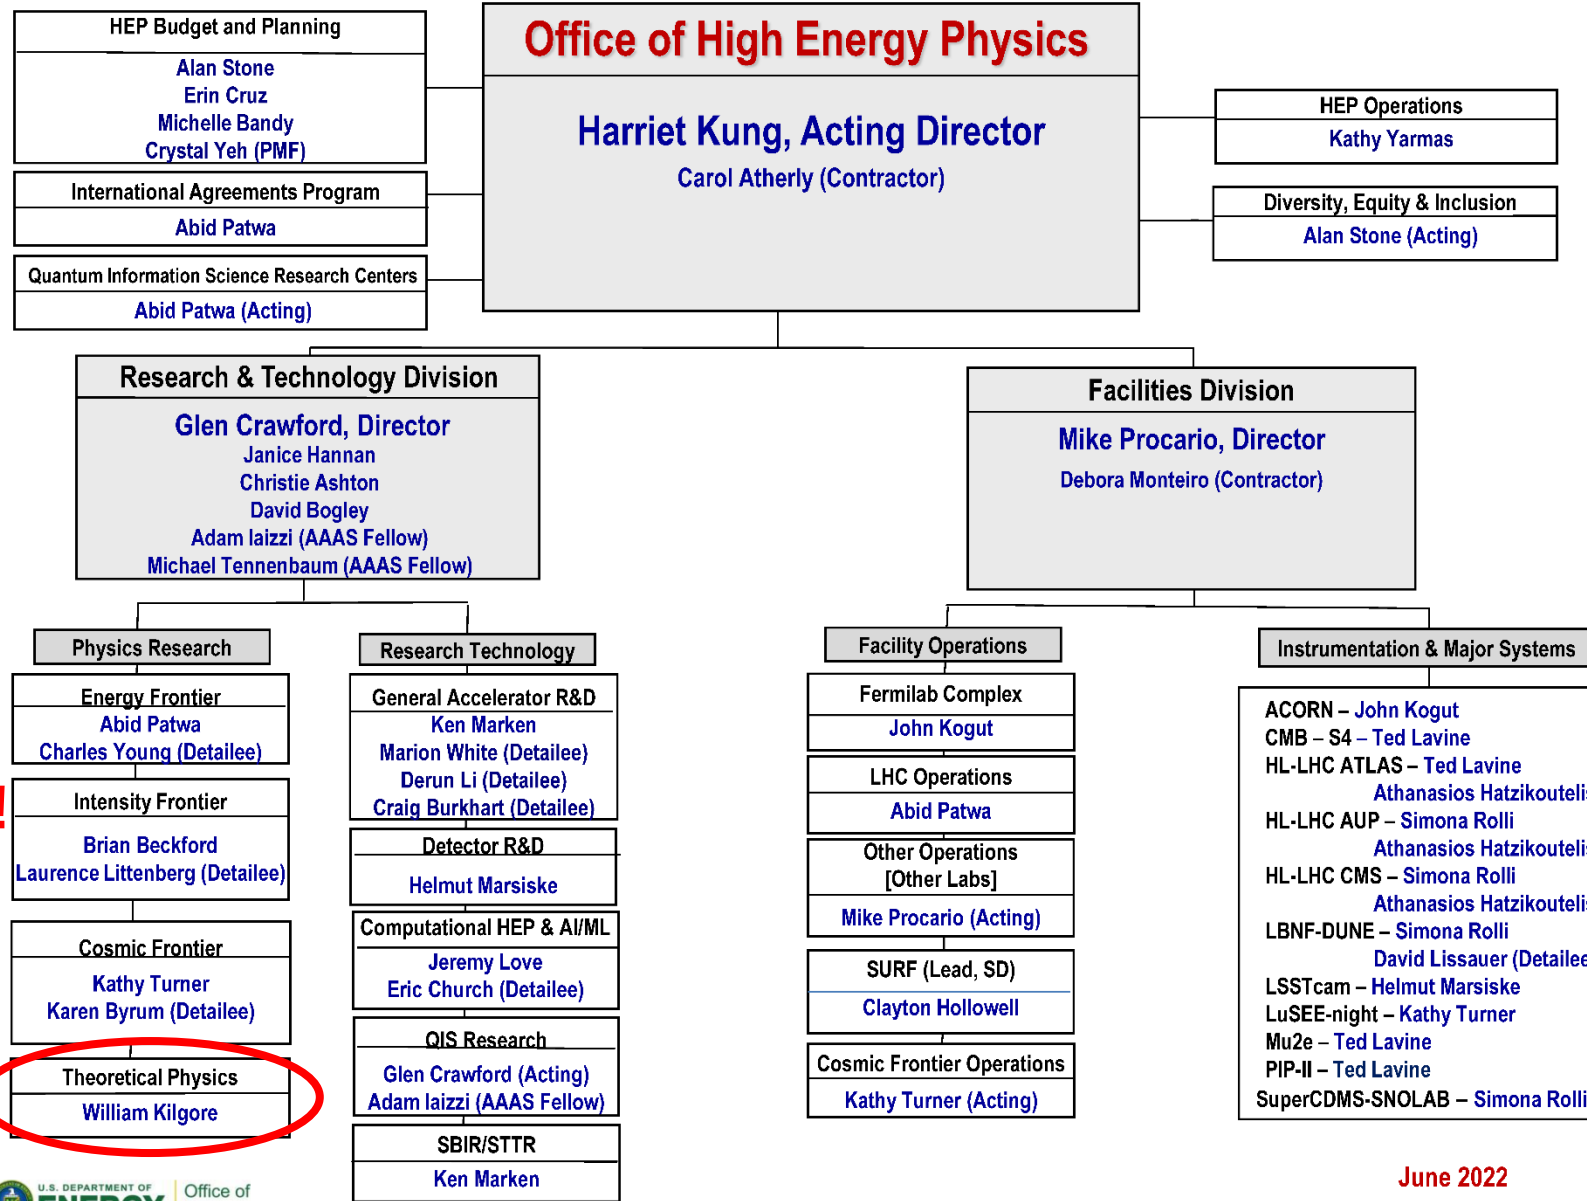 HEP Budget and Planning
Alan Stone
Erin Cruz
Michelle Bandy
Crystal Yeh (PMF)
International Agreements Program
Abid Patwa
Quantum Information Science Research Centers
Abid Patwa (Acting)
Office of High Energy Physics
Harriet Kung, Acting Director
Carol Atherly (Contractor)
HEP Operations
Kathy Yarmas
Diversity, Equity & Inclusion
Alan Stone (Acting)
Research & Technology Division
Glen Crawford, Director
Janice Hannan
Christie Ashton
David Bogley
Adam Iaizzi (AAAS Fellow)
Michael Tennenbaum (AAAS Fellow)
Facilities Division
Mike Procario, Director
Debora Monteiro (Contractor)
Physics Research
Energy Frontier
Abid Patwa
Charles Young (Detailee)
!
Intensity Frontier
Brian Beckford
Laurence Littenberg (Detailee)
Cosmic Frontier
Kathy Turner
Karen Byrum (Detailee)
Theoretical Physics
William Kilgore
Research Technology
General Accelerator R&D
Ken Marken
Marion White (Detailee)
Derun Li (Detailee)
Craig Burkhart (Detailee)
Detector R&D
Helmut Marsiske
Computational HEP & AI/ML
Jeremy Love
Eric Church (Detailee)
QIS Research
Glen Crawford (Acting)
Adam Iaizzi (AAAS Fellow)
SBIR/STTR
Ken Marken
Facility Operations
Fermilab Complex
John Kogut
LHC Operations
Abid Patwa
Other Operations
[Other Labs]
Mike Procario (Acting)
SURF (Lead, SD)
Clayton Hollowell
Cosmic Frontier Operations
Kathy Turner (Acting)
Instrumentation & Major Systems
ACORN – John Kogut
CMB – S4 – Ted Lavine
HL-LHC ATLAS – Ted Lavine
Athanasios Hatzikoutelis
HL-LHC AUP – Simona Rolli
Athanasios Hatzikoutelis
HL-LHC CMS – Simona Rolli
Athanasios Hatzikoutelis
LBNF-DUNE – Simona Rolli
David Lissauer (Detailee
LSSTcam – Helmut Marsiske
LuSEE-night – Kathy Turner
Mu2e – Ted Lavine
PIP-II – Ted Lavine
SuperCDMS-SNOLAB – Simona Rolli
U.S. DEPARTMENT OF
ENERGY
Office of
June 2022